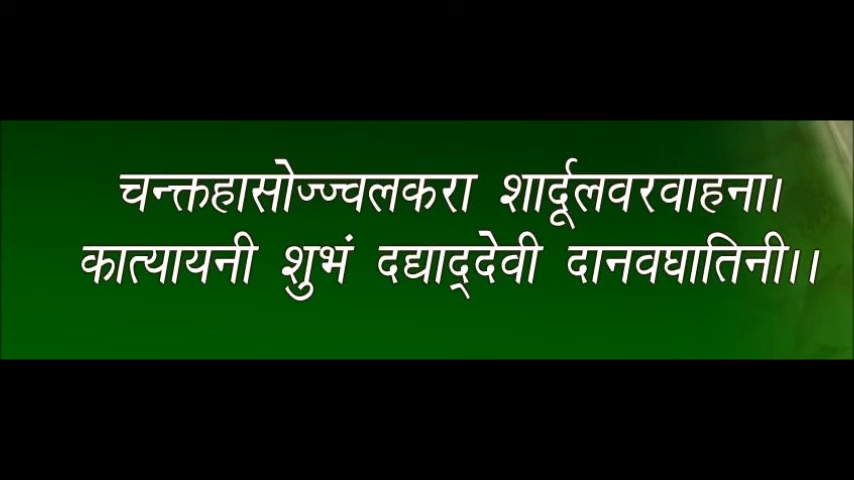 चन्क्तहासोज्ज्वलकरा शार्दूलवरवाहना।
कात्यायनी शुभं दद्याद्देवी दानवघातिनी।।